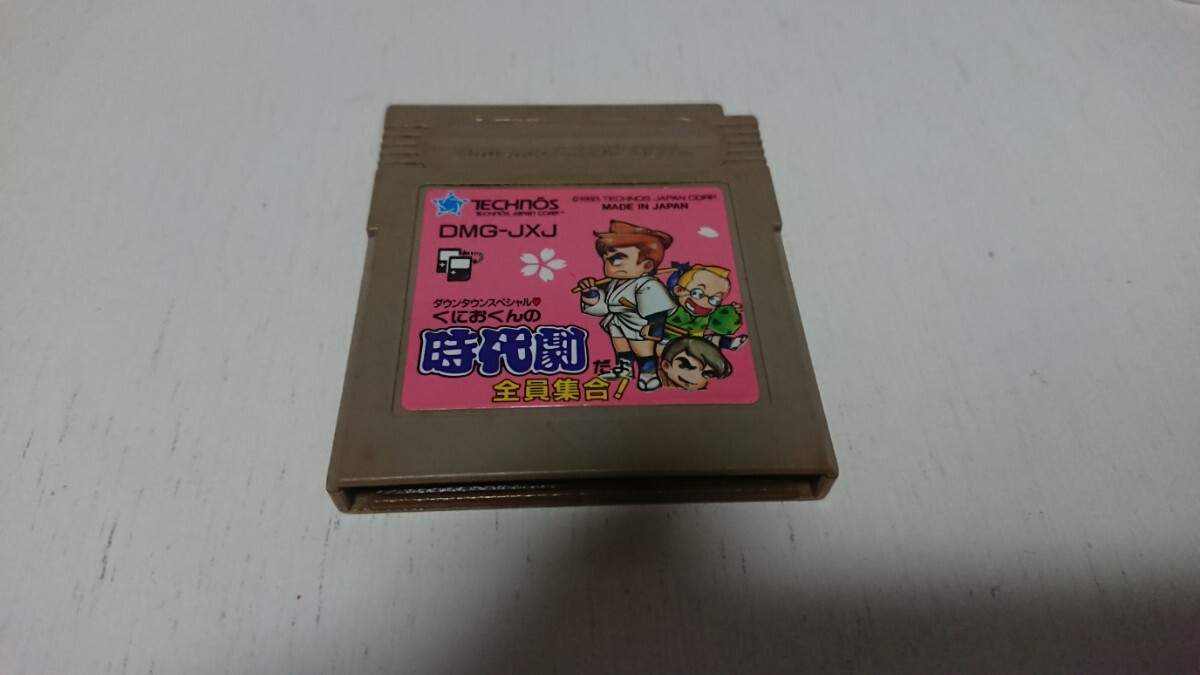 TECHNŌS
TECHNŌS JAPAN CORP.™
©1993, TECHNOS JAPAN CORP.
MADE IN JAPAN
DMG-JXJ
ダウンタウンスペシャル♥
くにおくんの
時代劇だよ
全員集合!